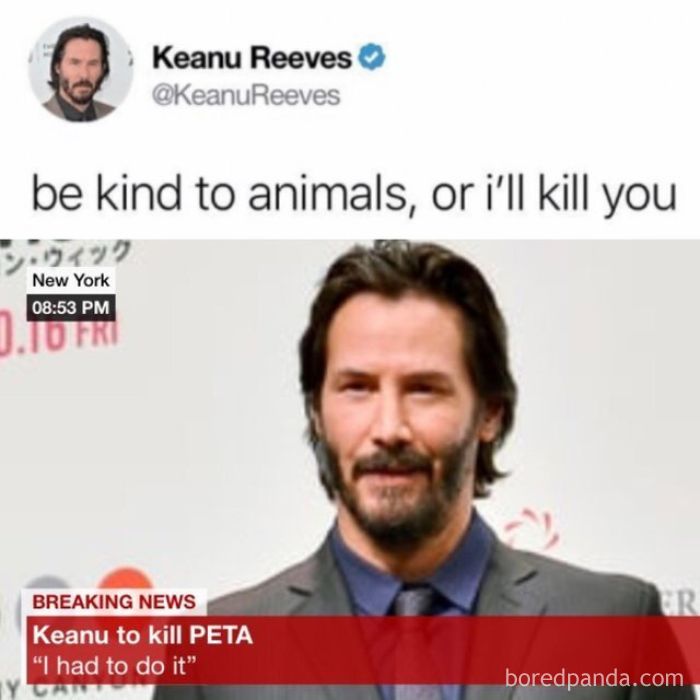 Keanu Reeves
@KeanuReeves
be kind to animals, or i'll kill you
ン・ウィック
New York
08:53 PM
0.16 FRI
BREAKING NEWS
Keanu to kill PETA
“I had to do it”
boredpanda.com